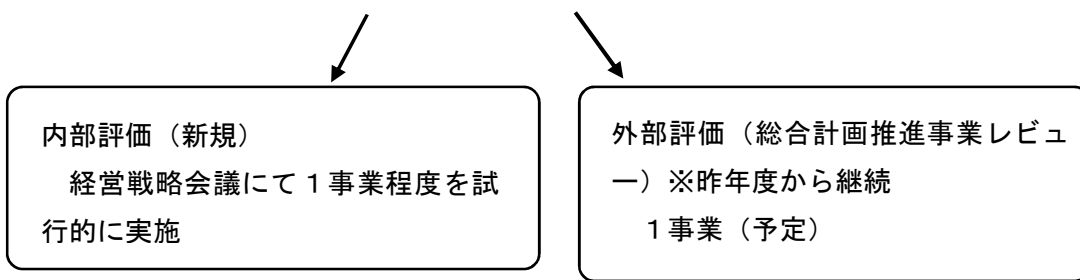 内部評価（新規）
　経営戦略会議にて１事業程度を試
行的に実施
外部評価（総合計画推進事業レビュ
ー）※昨年度から継続
　１事業（予定）